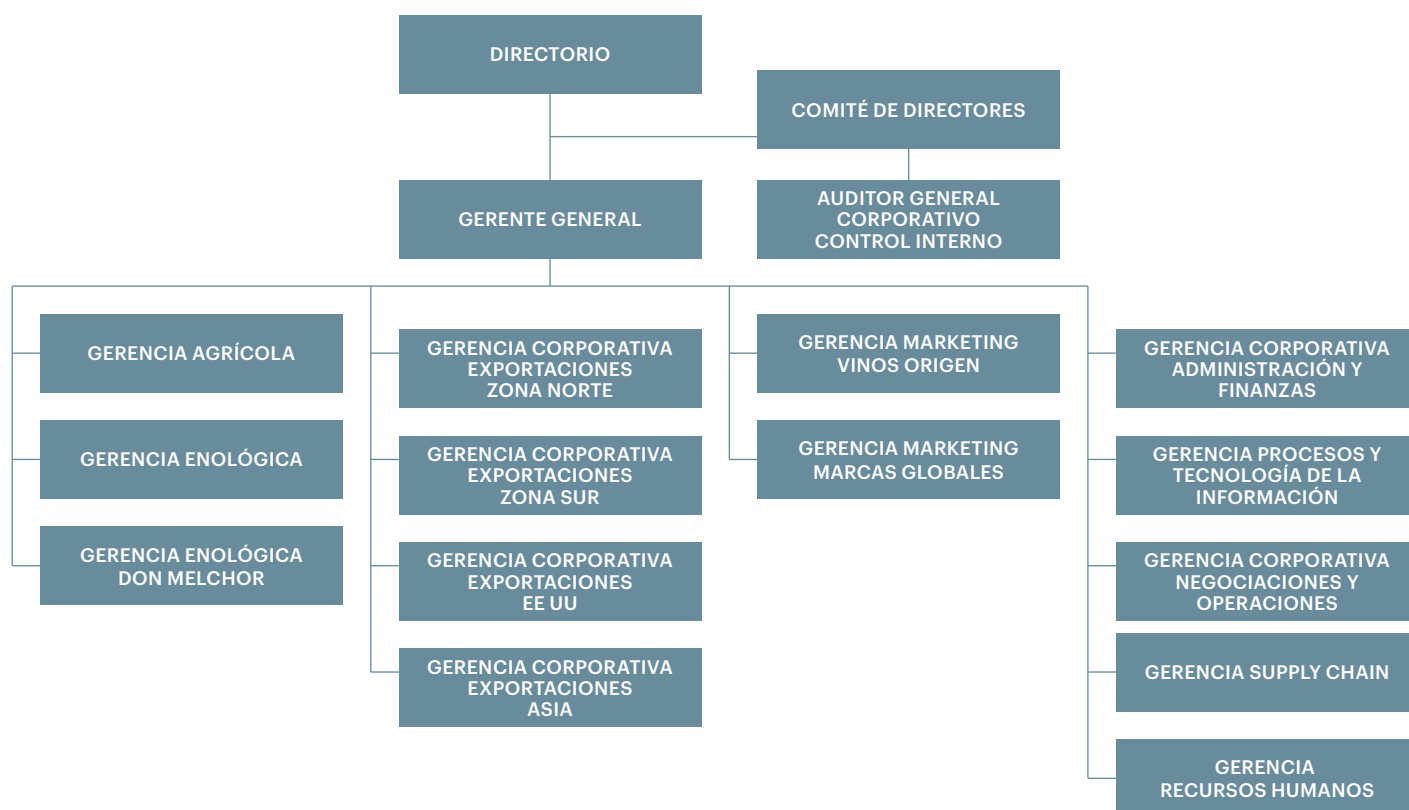 DIRECTORIO
COMITÉ DE DIRECTORES
GERENTE GENERAL
AUDITOR GENERAL
CORPORATIVO
CONTROL INTERNO
GERENCIA AGRÍCOLA
GERENCIA ENOLÓGICA
GERENCIA ENOLÓGICA
DON MELCHOR
GERENCIA CORPORATIVA
EXPORTACIONES
ZONA NORTE
GERENCIA CORPORATIVA
EXPORTACIONES
ZONA SUR
GERENCIA CORPORATIVA
EXPORTACIONES
EE UU
GERENCIA CORPORATIVA
EXPORTACIONES
ASIA
GERENCIA MARKETING
VINOS ORIGEN
GERENCIA MARKETING
MARCAS GLOBALES
GERENCIA CORPORATIVA
ADMINISTRACIÓN Y
FINANZAS
GERENCIA PROCESOS Y
TECNOLOGÍA DE LA
INFORMACIÓN
GERENCIA CORPORATIVA
NEGOCIACIONES Y
OPERACIONES
GERENCIA SUPPLY CHAIN
GERENCIA
RECURSOS HUMANOS